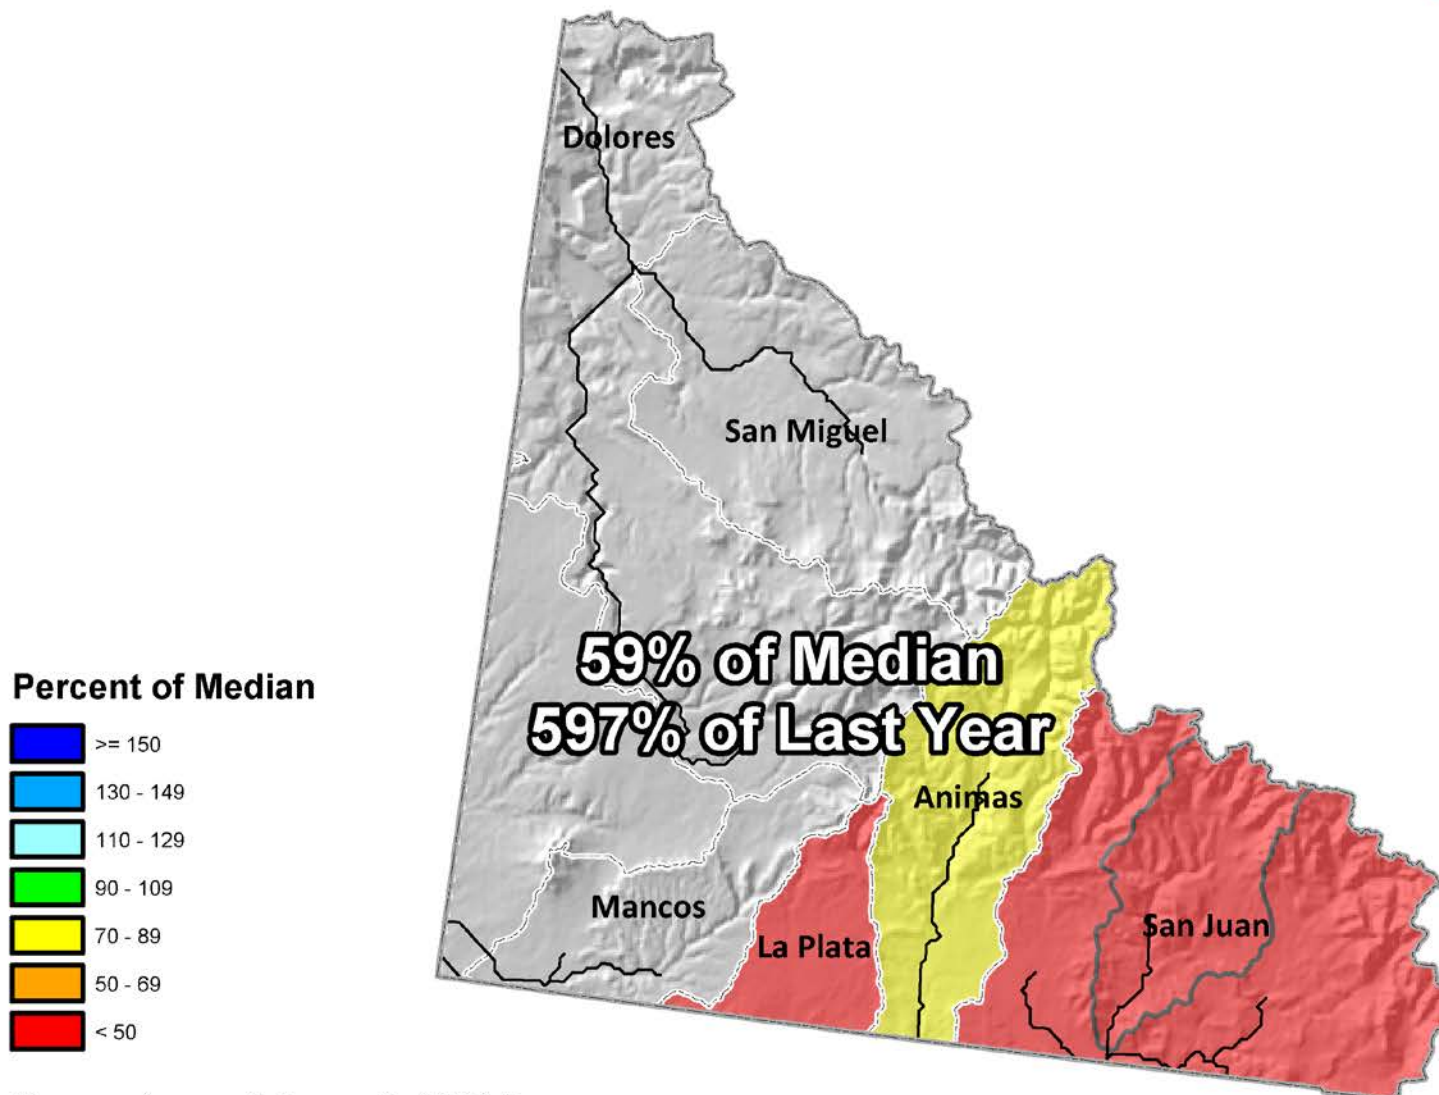 Dolores
San Miguel
59% of Median
597% of Last Year
Animas
Mancos
La Plata
San Juan
Percent of Median
>= 150
130 - 149
110 - 129
90 - 109
70 - 89
50 - 69
< 50